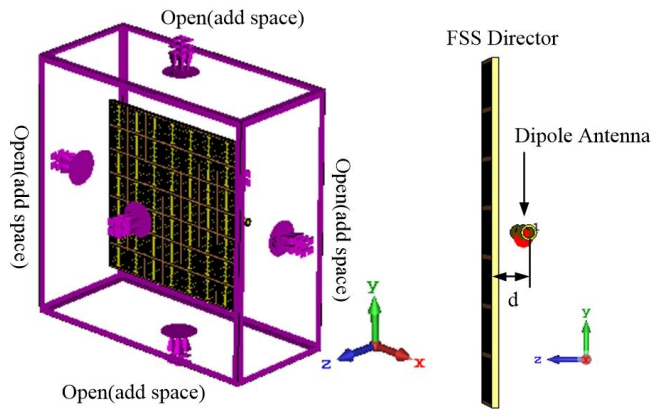 Open(add space)
FSS Director
Open(add space)
Open(add space)
Dipole Antenna
d
y
z
x
y
z
x
Open(add space)